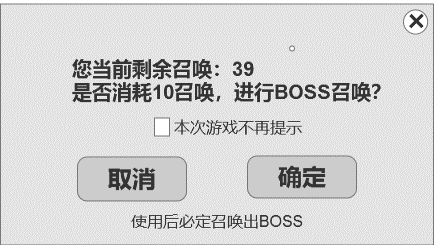 您当前剩余召唤：39
是否消耗10召唤，进行BOSS召唤？
本次游戏不再提示
取消
确定
使用后必定召唤出BOSS